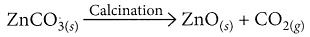 ZnCO₃(s) —Calcination→ ZnO(s) + CO₂(g)